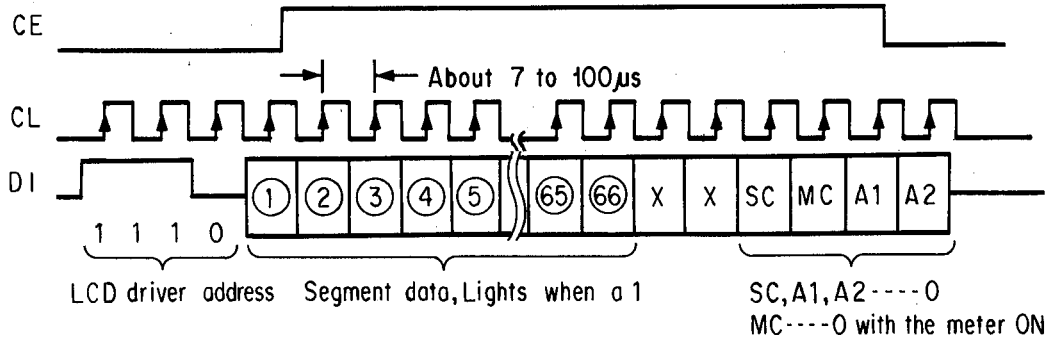 CE
About 7 to 100μs
CL
DI 1 2 3 4 5 65 66 X X SC MC A1 A2
1 1 1 0
LCD driver address Segment data, Lights when a 1 SC, A1, A2----0
MC----0 with the meter ON